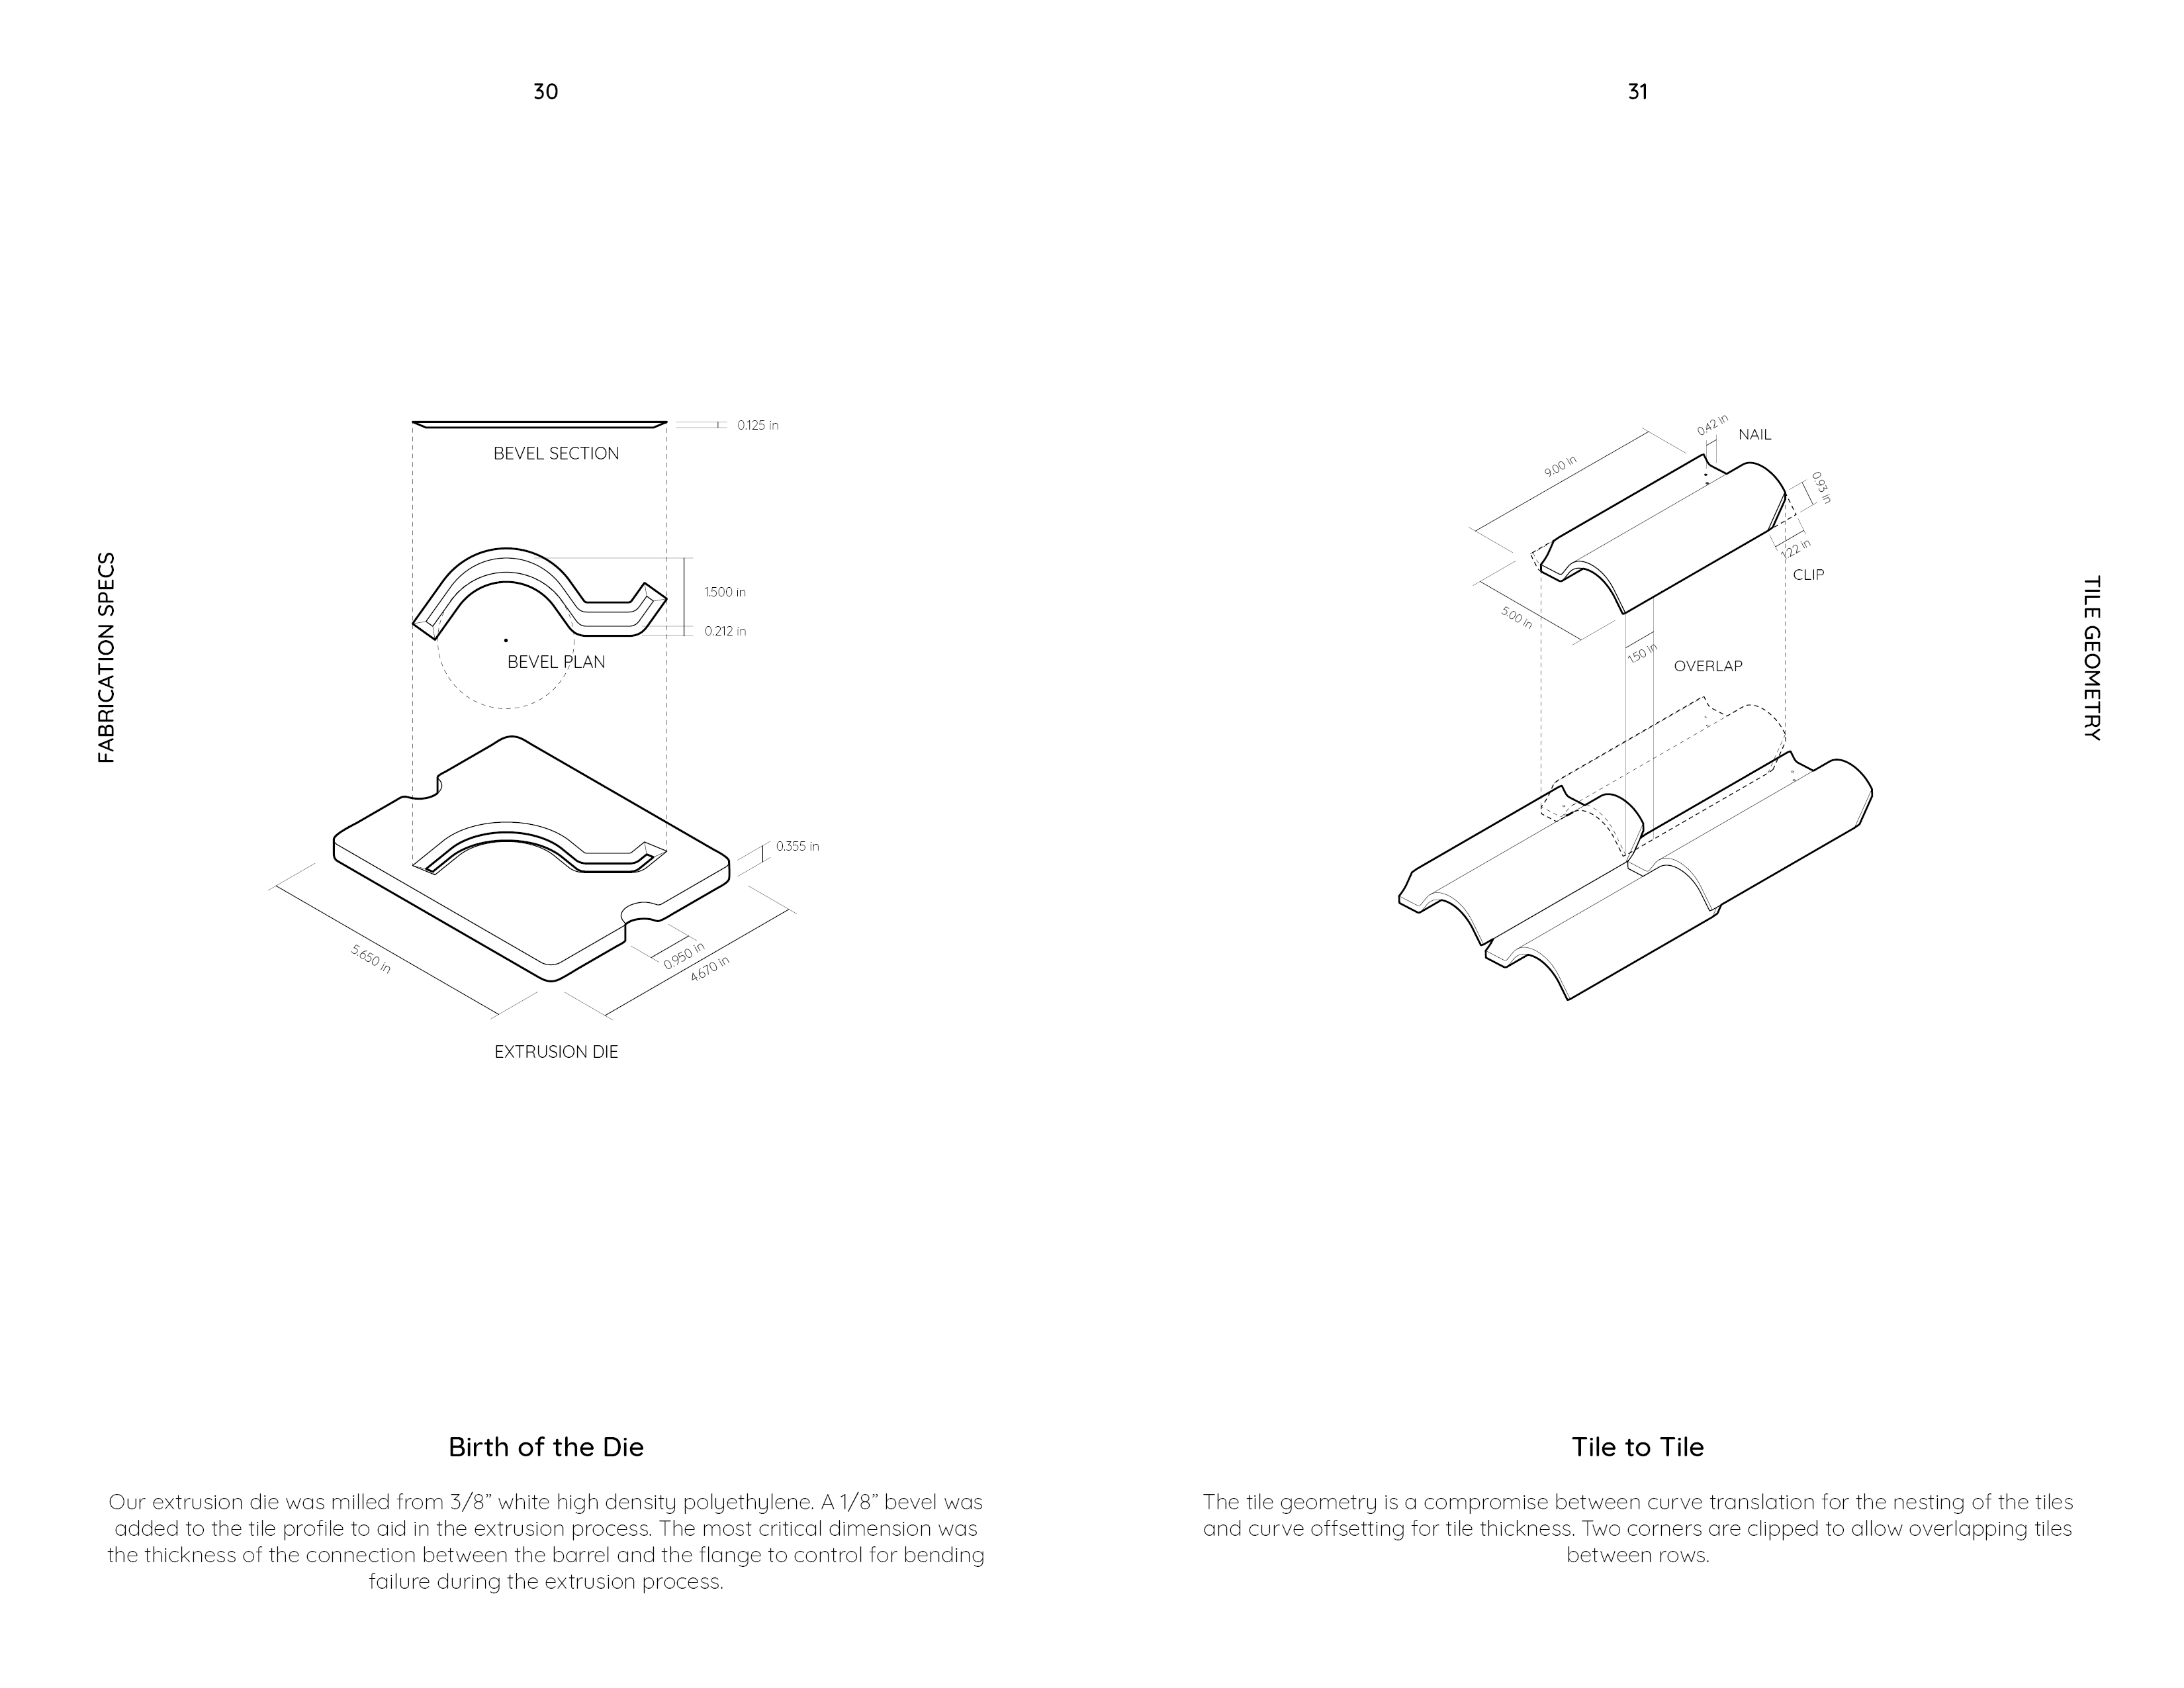 30
FABRICATION SPECS
0.125 in
BEVEL SECTION
1.500 in
0.212 in
BEVEL PLAN
0.355 in
5.650 in
0.950 in
4.670 in
EXTRUSION DIE
Birth of the Die
Our extrusion die was milled from 3/8” white high density polyethylene. A 1/8” bevel was
added to the tile profile to aid in the extrusion process. The most critical dimension was
the thickness of the connection between the barrel and the flange to control for bending
failure during the extrusion process.
31
TILE GEOMETRY
0.42 in
NAIL
9.00 in
0.93 in
1.22 in
CLIP
5.00 in
1.50 in
OVERLAP
Tile to Tile
The tile geometry is a compromise between curve translation for the nesting of the tiles
and curve offsetting for tile thickness. Two corners are clipped to allow overlapping tiles
between rows.